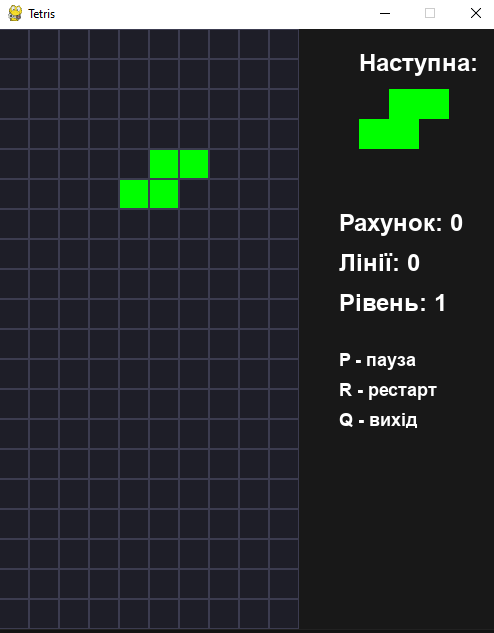 Tetris
Наступна:
Рахунок: 0
Лінії: 0
Рівень: 1
P - пауза
R - рестарт
Q - вихід